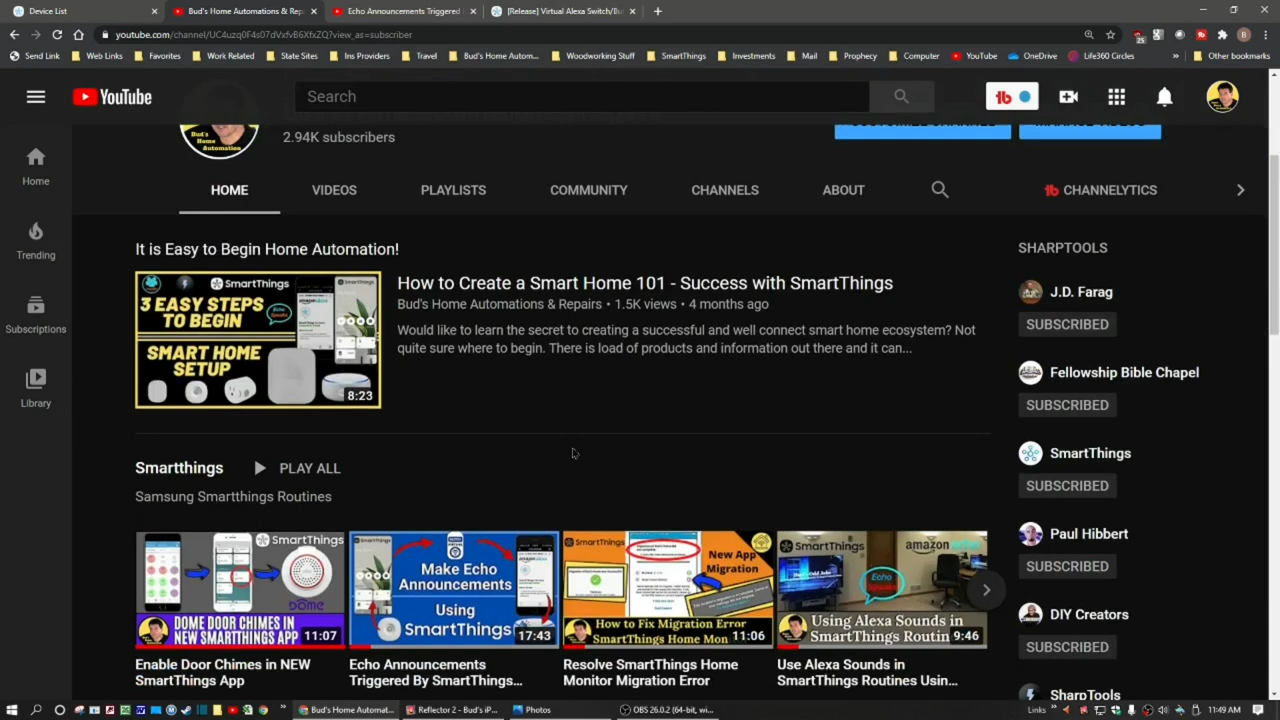 Device List
Bud's Home Automations & Rep
Echo Announcements Triggered
[Release] Virtual Alexa Switch/Bu
youtube.com/channel/UC4uzq0F4s07dVxfvB6XfxZQ?view_as=subscriber
Send Link
Web Links
Favorites
Work Related
State Sites
Ins Providers
Travel
Bud's Home Autom...
Woodworking Stuff
SmartThings
Investments
Mail
Prophecy
Computer
YouTube
OneDrive
Life360 Circles
Other bookmarks
YouTube
Search
Bud's
Home
Automation
2.94K subscribers
Home
Trending
Subscriptions
Library
HOME
VIDEOS
PLAYLISTS
COMMUNITY
CHANNELS
ABOUT
CHANNELYTICS
It is Easy to Begin Home Automation!
3 EASY STEPS
TO BEGIN
SmartThings
SMART HOME
SETUP
8:23
How to Create a Smart Home 101 - Success with SmartThings
Bud's Home Automations & Repairs • 1.5K views • 4 months ago
Would like to learn the secret to creating a successful and well connect smart home ecosystem? Not
quite sure where to begin. There is load of products and information out there and it can...
SHARPTOOLS
J.D. Farag
SUBSCRIBED
Fellowship Bible Chapel
SUBSCRIBED
SmartThings
SUBSCRIBED
Paul Hibbert
SUBSCRIBED
DIY Creators
SUBSCRIBED
SharpTools
Smartthings
PLAY ALL
Samsung Smartthings Routines
SmartThings
DOME
DOME DOOR CHIMES IN
NEW SMARTTHINGS APP
11:07
Enable Door Chimes in NEW
SmartThings App
Make Echo
Announcements
Using
SmartThings
17:43
Echo Announcements
Triggered By SmartThings...
SmartThings
New App
Migration
How to Fix Migration Error
SmartThings Home Mon
11:06
Resolve SmartThings Home
Monitor Migration Error
SmartThings
amazon
Echo
Using Alexa Sounds in
SmartThings Routin
9:46
Use Alexa Sounds in
SmartThings Routines Usin...
Bud's Home Automat...
Reflector 2 - Bud's iP...
Photos
OBS 26.0.2 (64-bit, wi...
Links
11:49 AM